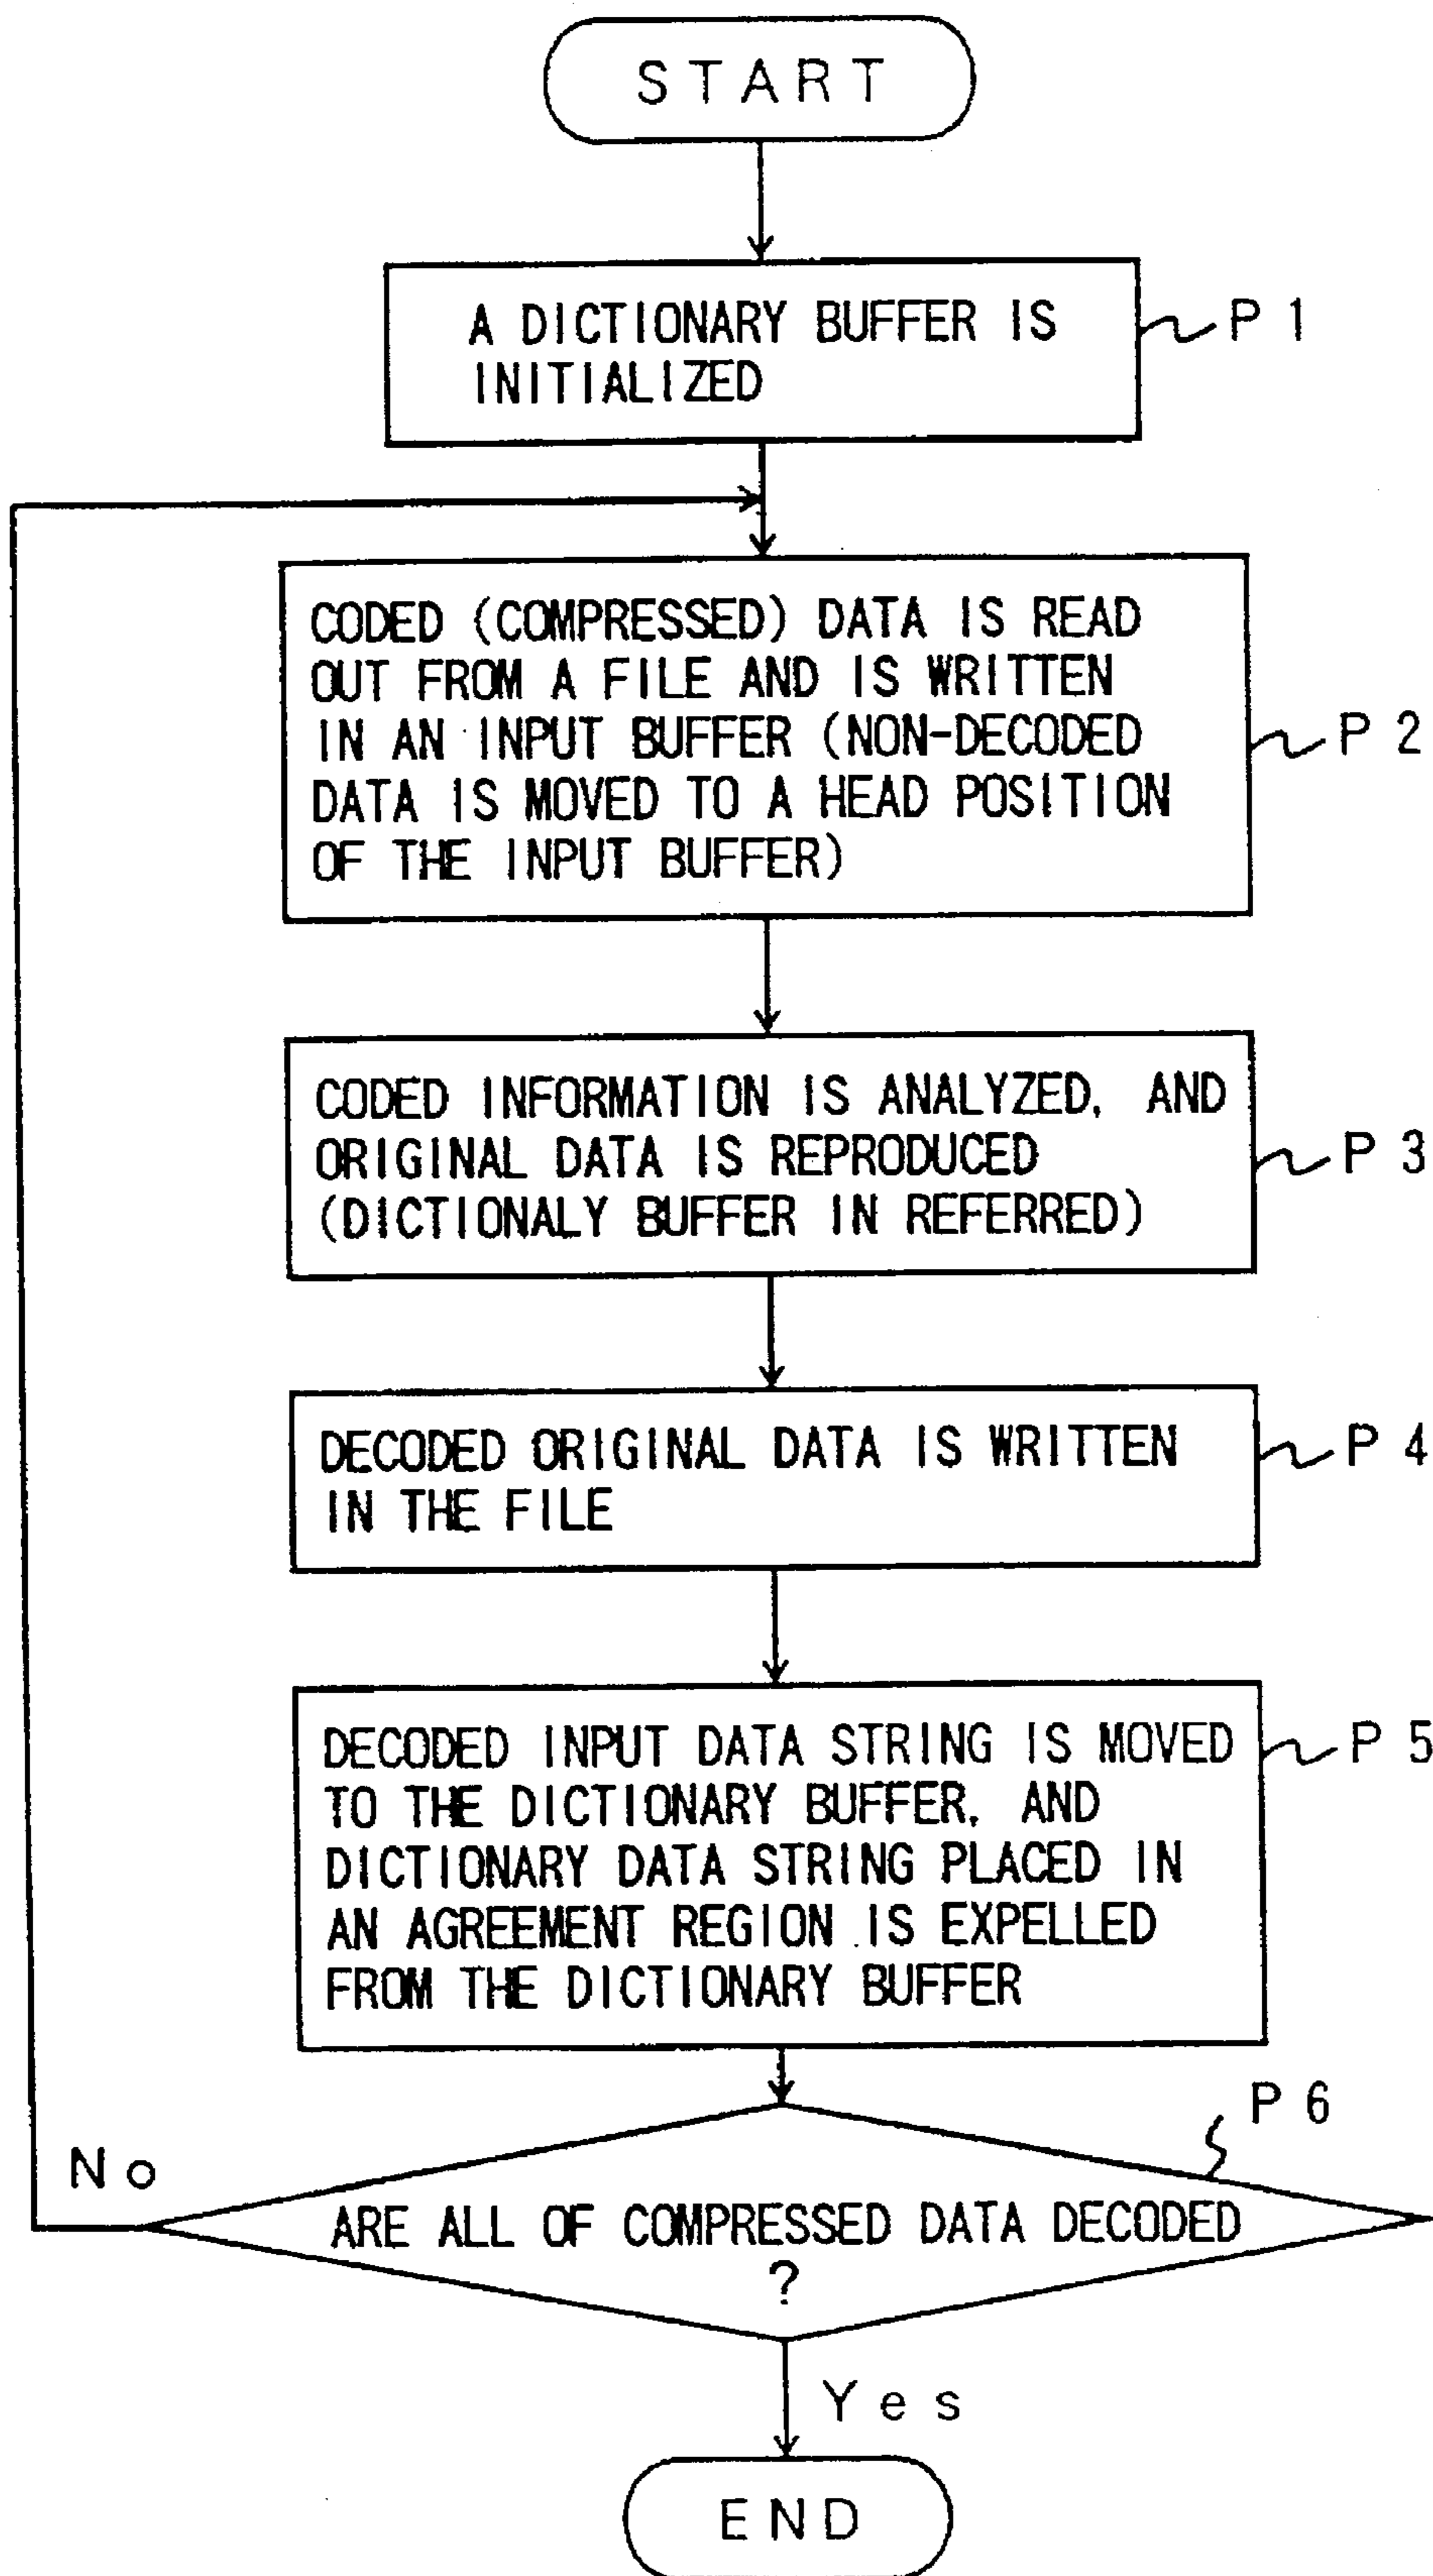 START
A DICTIONARY BUFFER IS
INITIALIZED
P 1
CODED (COMPRESSED) DATA IS READ
OUT FROM A FILE AND IS WRITTEN
IN AN INPUT BUFFER (NON-DECODED
DATA IS MOVED TO A HEAD POSITION
OF THE INPUT BUFFER)
P 2
CODED INFORMATION IS ANALYZED, AND
ORIGINAL DATA IS REPRODUCED
(DICTIONALY BUFFER IN REFERRED)
P 3
DECODED ORIGINAL DATA IS WRITTEN
IN THE FILE
P 4
DECODED INPUT DATA STRING IS MOVED
TO THE DICTIONARY BUFFER, AND
DICTIONARY DATA STRING PLACED IN
AN AGREEMENT REGION IS EXPELLED
FROM THE DICTIONARY BUFFER
P 5
P 6
No
ARE ALL OF COMPRESSED DATA DECODED
?
Yes
END